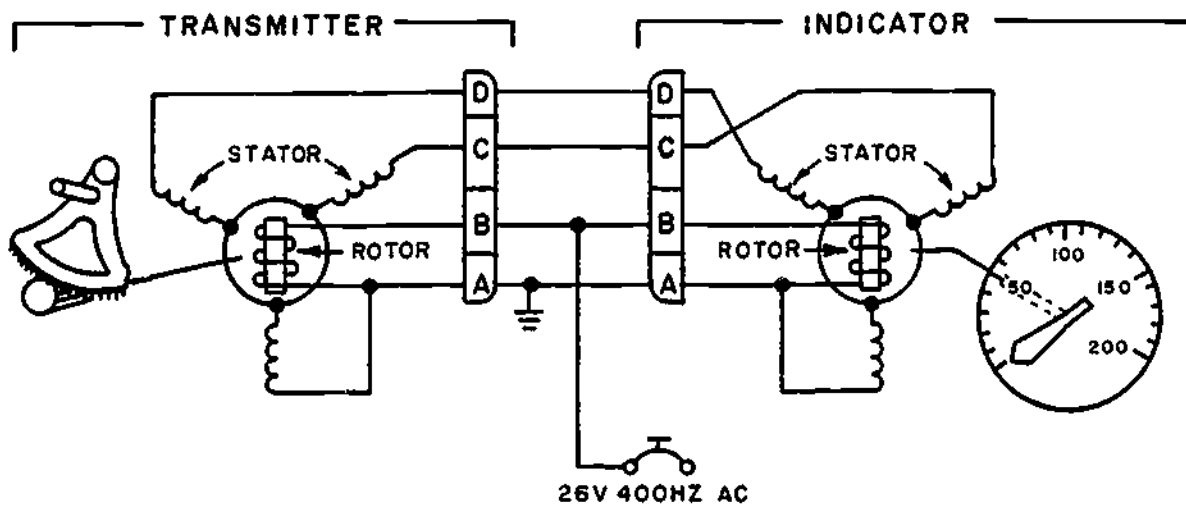 TRANSMITTER
INDICATOR
D
C
B
A
D
C
B
A
STATOR
STATOR
ROTOR
ROTOR
50
100
150
200
26V 400HZ AC